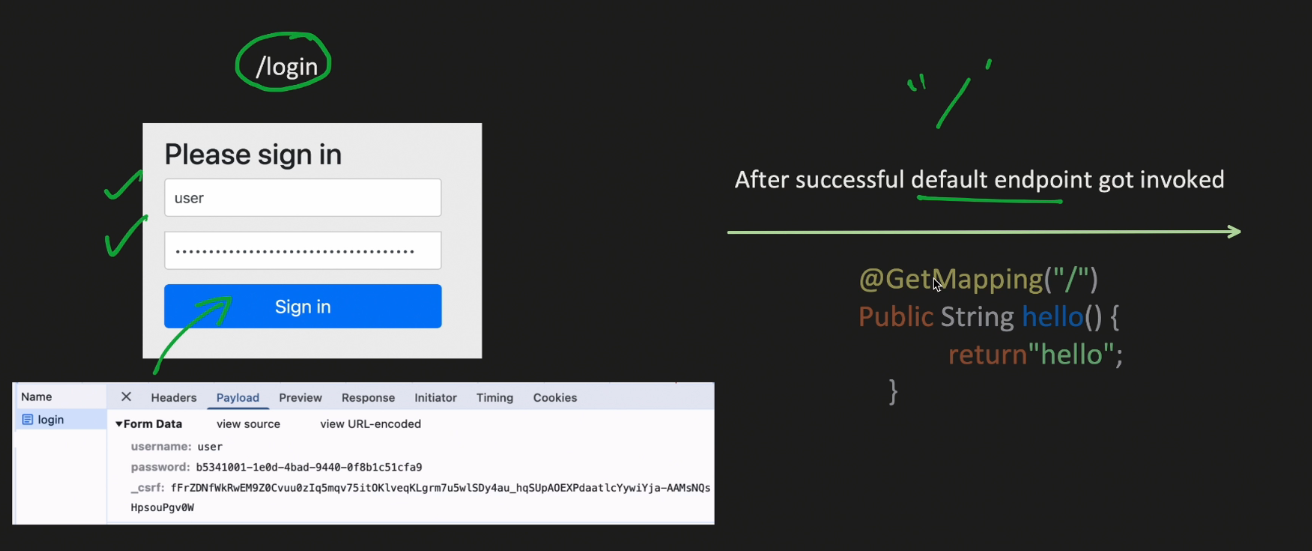 /login
Please sign in
user
Sign in
Name
login
Headers Payload Preview Response Initiator Timing Cookies
▼Form Data view source view URL-encoded
username: user
password: b5341001-1e0d-4bad-9440-0f8b1c51cfa9
_csrf: fFrZDNfWkRwEM9Z0Cvuu0zIq5mqv75itOKlveqKLgrm7u5wlSDy4au_hqSUpAOEXPdaatlcYywiYja-AAMsNQs
HpsouPgv0W
"/'
After successful default endpoint got invoked
@GetMapping("/")
Public String hello() {
return"hello";
}